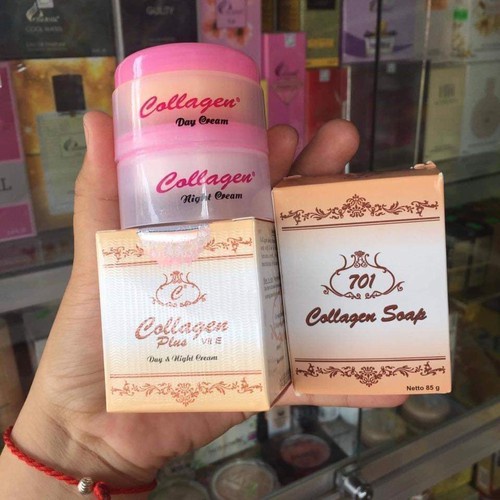 Collagen®
Day Cream
Collagen®
Night Cream
C
Collagen
Plus Vit E
Day & Night Cream
701
Collagen Soap
Netto 85 g